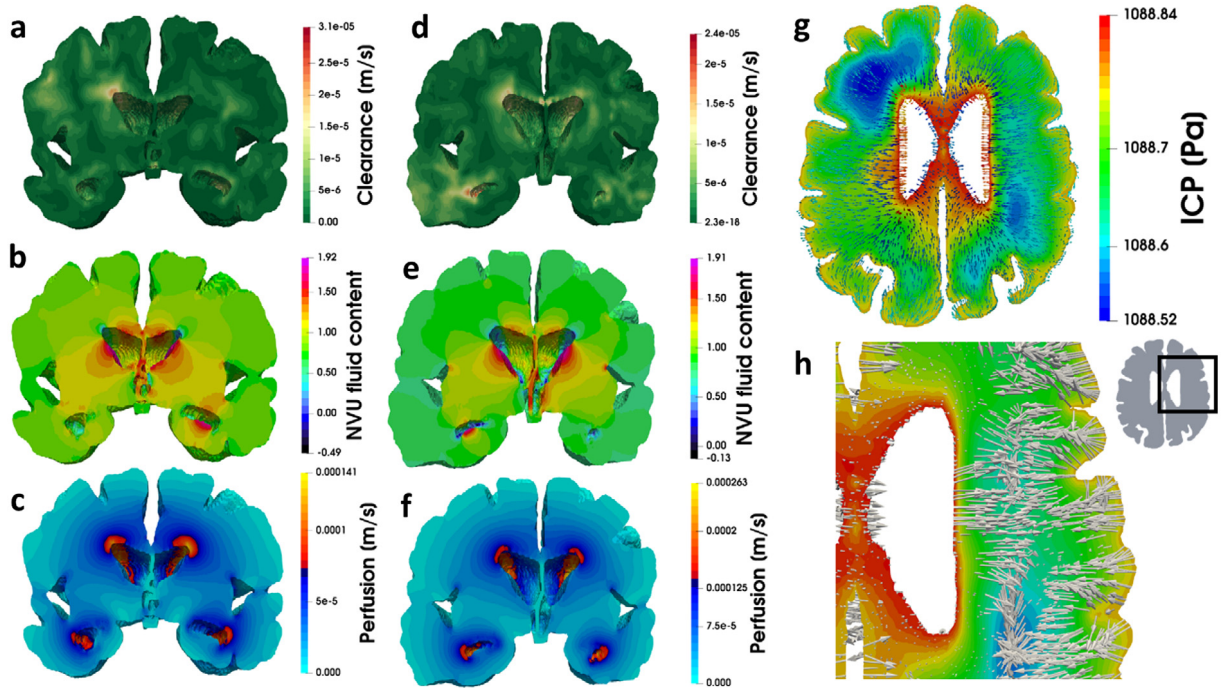 a
3.1e-05
2e-5
1.5e-5
1e-5
5e-6
0.00
Clearance (m/s)
b
1.92
1.50
1.00
0.50
0.00
-0.49
NVU fluid content
c
0.000141
0.0001
5e-5
0.000
Perfusion (m/s)
d
2.4e-05
2e-5
1.5e-5
1e-5
5e-6
2.3e-18
Clearance (m/s)
e
1.91
1.50
1.00
0.50
0.00
-0.13
NVU fluid content
f
0.000263
0.0002
0.000125
7.5e-5
0.000
Perfusion (m/s)
g
1088.84
1088.7
1088.6
1088.52
ICP (Pa)
h